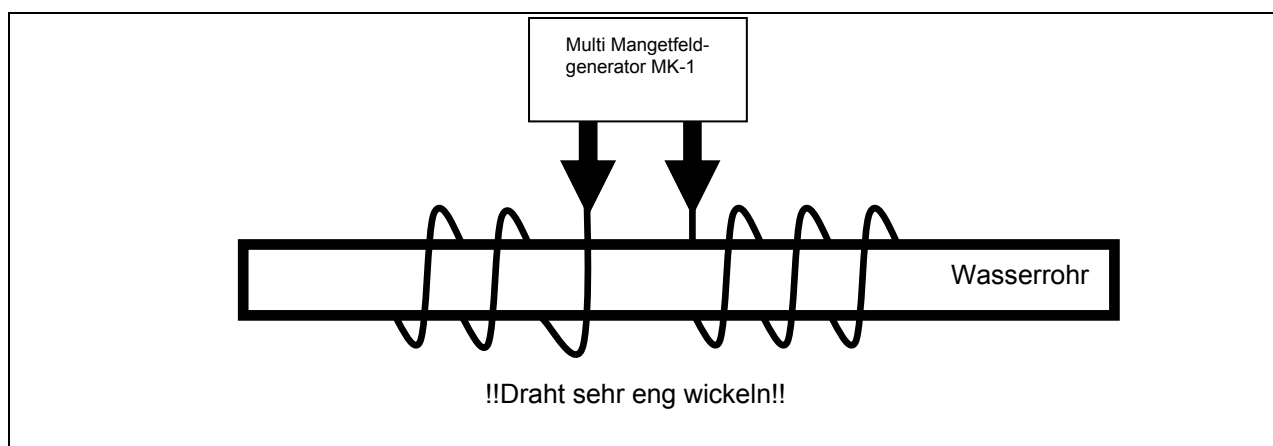 Multi Mangetfeld-
generator MK-1
Wasserrohr
!!Draht sehr eng wickeln!!